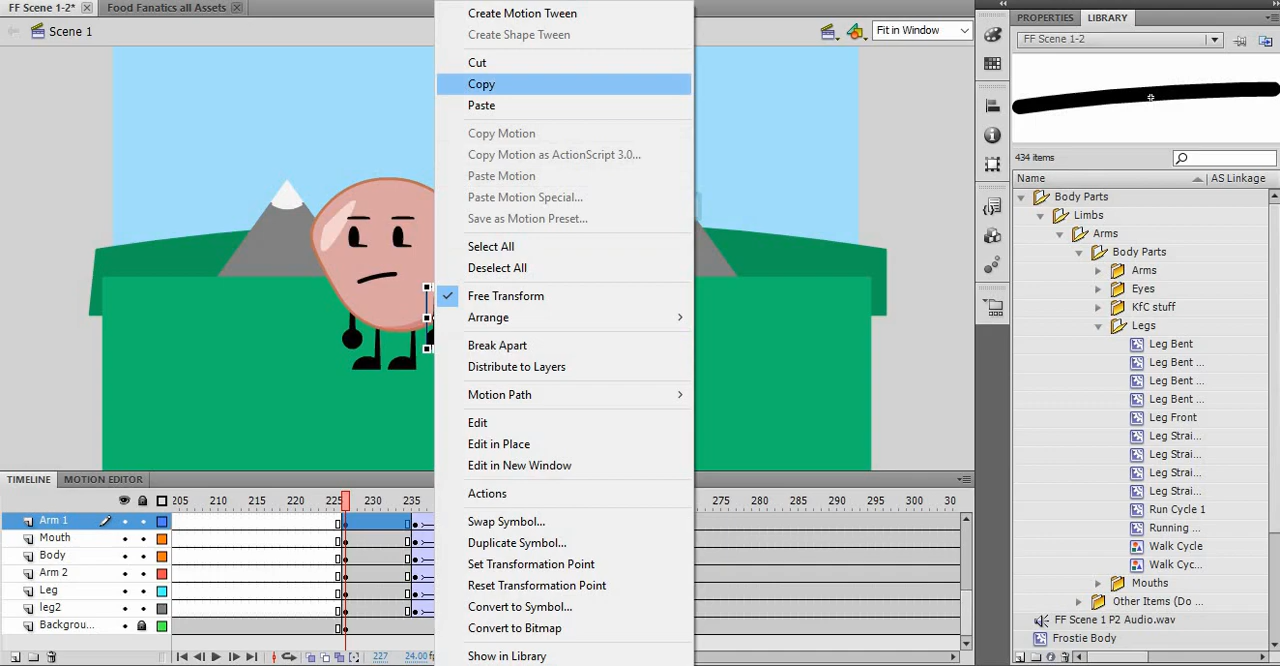 FF Scene 1-2*
Food Fanatics all Assets
Scene 1
Fit in Window
Create Motion Tween
Create Shape Tween
Cut
Copy
Paste
Copy Motion
Copy Motion as ActionScript 3.0...
Paste Motion
Paste Motion Special...
Save as Motion Preset...
Select All
Deselect All
Free Transform
Arrange
Break Apart
Distribute to Layers
Motion Path
Edit
Edit in Place
Edit in New Window
Actions
Swap Symbol...
Duplicate Symbol...
Set Transformation Point
Reset Transformation Point
Convert to Symbol...
Convert to Bitmap
Show in Library
PROPERTIES
LIBRARY
FF Scene 1-2
434 items
Name
AS Linkage
Body Parts
Limbs
Arms
Body Parts
Arms
Eyes
KfC stuff
Legs
Leg Bent
Leg Bent ...
Leg Bent ...
Leg Bent ...
Leg Front
Leg Strai...
Leg Strai...
Leg Strai...
Leg Strai...
Run Cycle 1
Running ...
Walk Cycle
Walk Cyc...
Mouths
Other Items (Do ...
FF Scene 1 P2 Audio.wav
Frostie Body
TIMELINE
MOTION EDITOR
205 210 215 220 225 230 235
275 280 285 290 295 300 30
Arm 1
Mouth
Body
Arm 2
Leg
leg2
Backgrou...
227
24.00